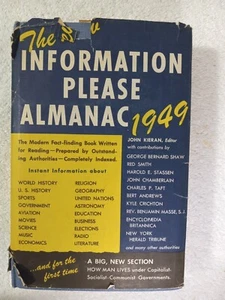 The New
INFORMATION
PLEASE
ALMANAC
1949
The Modern Fact-finding Book Written
for Reading—Prepared by Outstand-
ing Authorities—Completely Indexed.
Instant Information about
WORLD HISTORY RELIGION
U. S. HISTORY GEOGRAPHY
SPORTS UNITED NATIONS
GOVERNMENT ASTRONOMY
AVIATION EDUCATION
MOVIES BUSINESS
SCIENCE ELECTIONS
MUSIC RADIO
ECONOMICS LITERATURE
JOHN KIERAN, Editor
with contributions by
GEORGE BERNARD SHAW
RED SMITH
HAROLD E. STASSEN
JOHN CHAMBERLAIN
CHARLES P. TAFT
BERT ANDREWS
KYLE CRICHTON
REV. BENJAMIN MASSE, S.J.
ENCYCLOPÆDIA
BRITANNICA
NEW YORK
HERALD TRIBUNE
and many other authorities
...and for the
first time
A BIG, NEW SECTION
HOW MAN LIVES under Capitalist-
Socialist-Communist Governments.